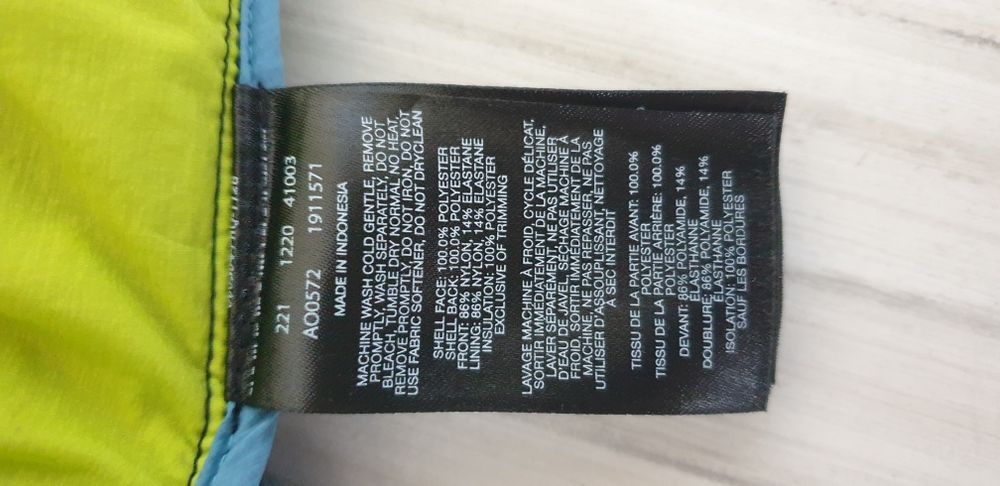 221 1220 41003
AO0572 1911571
MADE IN INDONESIA
MACHINE WASH COLD GENTLE, REMOVE
PROMPTLY, WASH SEPARATELY, DO NOT
BLEACH, TUMBLE DRY NORMAL NO HEAT,
REMOVE PROMPTLY, DO NOT IRON, DO NOT
USE FABRIC SOFTENER, DO NOT DRYCLEAN
SHELL FACE: 100.0% POLYESTER
SHELL BACK: 100.0% POLYESTER
FRONT: 86% NYLON, 14% ELASTANE
LINING: 86% NYLON, 14% ELASTANE
INSULATION: 100% POLYESTER
EXCLUSIVE OF TRIMMING
LAVAGE MACHINE À FROID, CYCLE DÉLICAT,
SORTIR IMMÉDIATEMENT DE LA MACHINE,
LAVER SÉPAREMENT, NE PAS UTILISER
D'EAU DE JAVEL, SÉCHAGE MACHINE À
FROID, SORTIR IMMÉDIATEMENT DE LA
MACHINE, NE PAS REPASSER, NE PAS
UTILISER D'ASSOUPLISSANT, NETTOYAGE
À SEC INTERDIT
TISSU DE LA PARTIE AVANT: 100.0%
POLYESTER
TISSU DE LA PARTIE ARRIÈRE: 100.0%
POLYESTER
DEVANT: 86% POLYAMIDE, 14%
ÉLASTHANNE
DOUBLURE: 86% POLYAMIDE, 14%
ÉLASTHANNE
ISOLATION: 100% POLYESTER
SAUF LES BORDURES